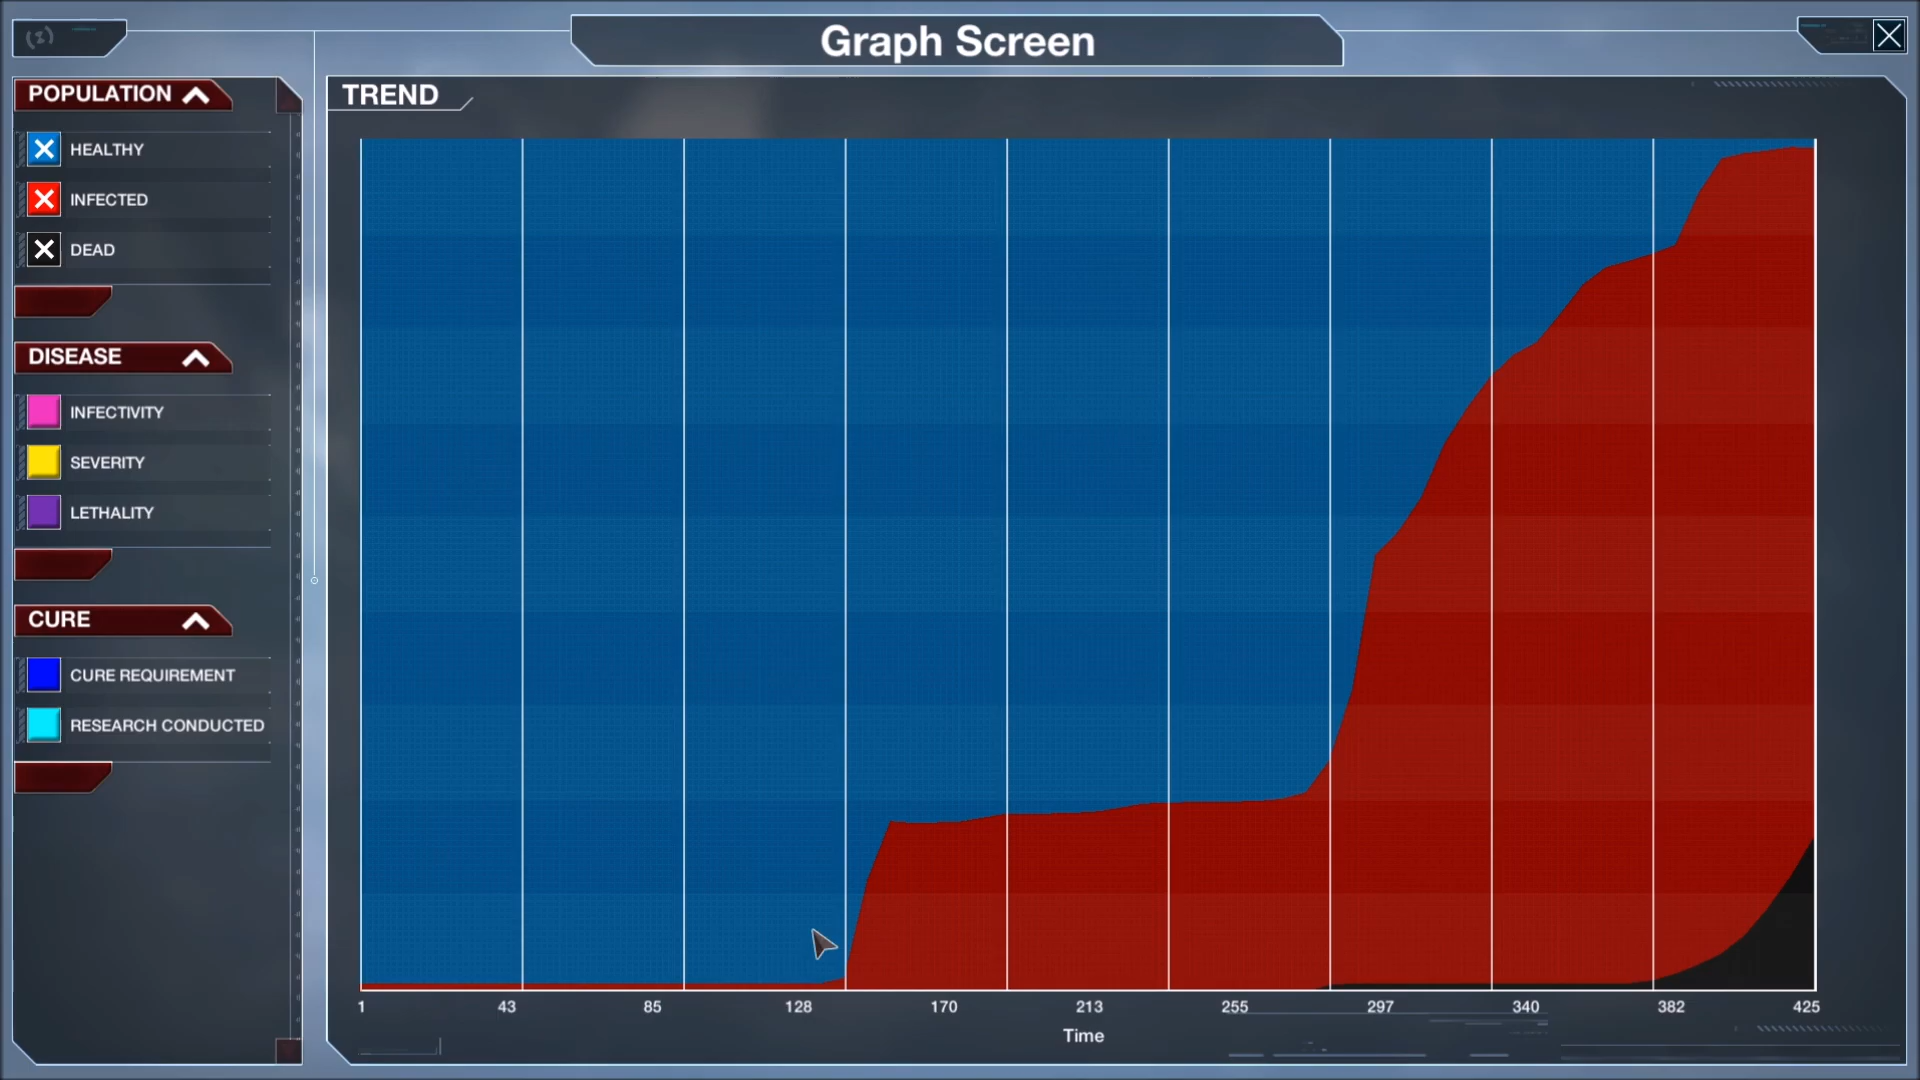 Graph Screen
POPULATION
HEALTHY
INFECTED
DEAD
DISEASE
INFECTIVITY
SEVERITY
LETHALITY
CURE
CURE REQUIREMENT
RESEARCH CONDUCTED
TREND
1 43 85 128 170 213 255 297 340 382 425
Time